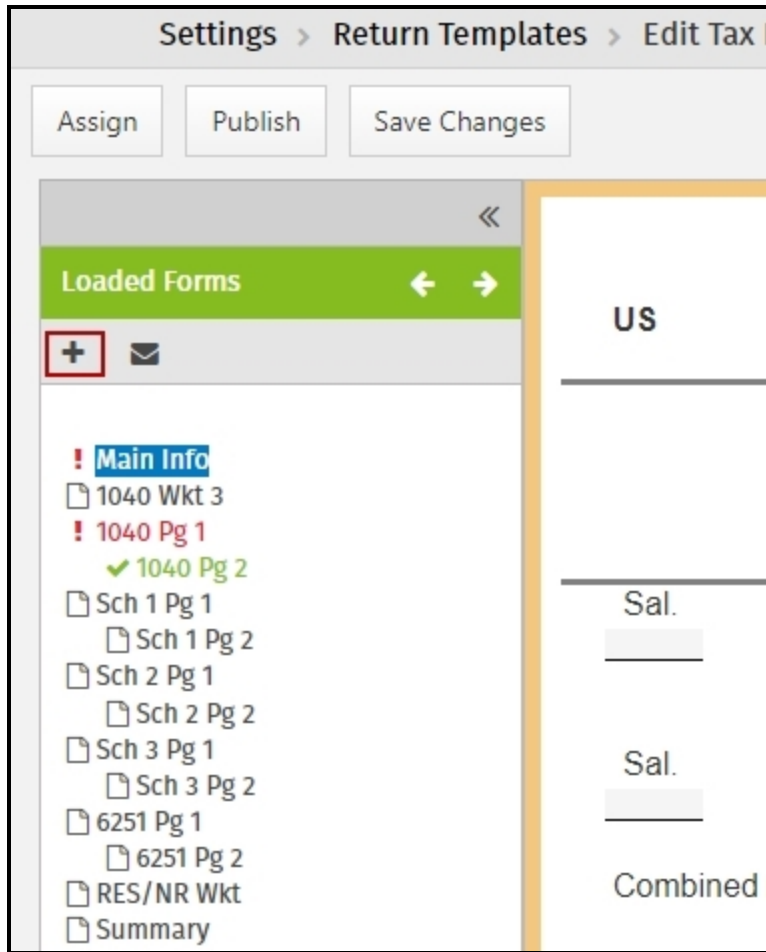 Settings > Return Templates > Edit Tax
Assign Publish Save Changes
«
Loaded Forms
US
+
! Main Info
1040 Wkt 3
! 1040 Pg 1
1040 Pg 2
Sch 1 Pg 1
Sal.
Sch 1 Pg 2
Sch 2 Pg 1
Sch 2 Pg 2
Sch 3 Pg 1
Sal.
Sch 3 Pg 2
6251 Pg 1
6251 Pg 2
RES/NR Wkt
Combined
Summary